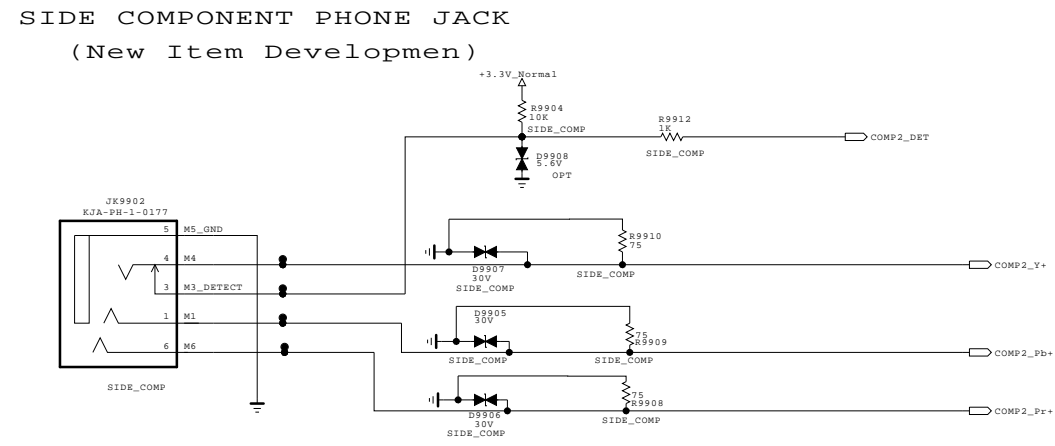 SIDE COMPONENT PHONE JACK
(New Item Developmen)
+3.3V_Normal
R9904
10K
SIDE_COMP
R9912
1K
SIDE_COMP
COMP2_DET
D9908
5.6V
OPT
JK9902
KJA-PH-1-0177
5 M5_GND
4 M4
3 M3_DETECT
1 M1
6 M6
SIDE_COMP
R9910
75
SIDE_COMP
D9907
30V
SIDE_COMP
COMP2_Y+
D9905
30V
SIDE_COMP
75
R9909
SIDE_COMP
COMP2_Pb+
D9906
30V
SIDE_COMP
75
R9908
SIDE_COMP
COMP2_Pr+